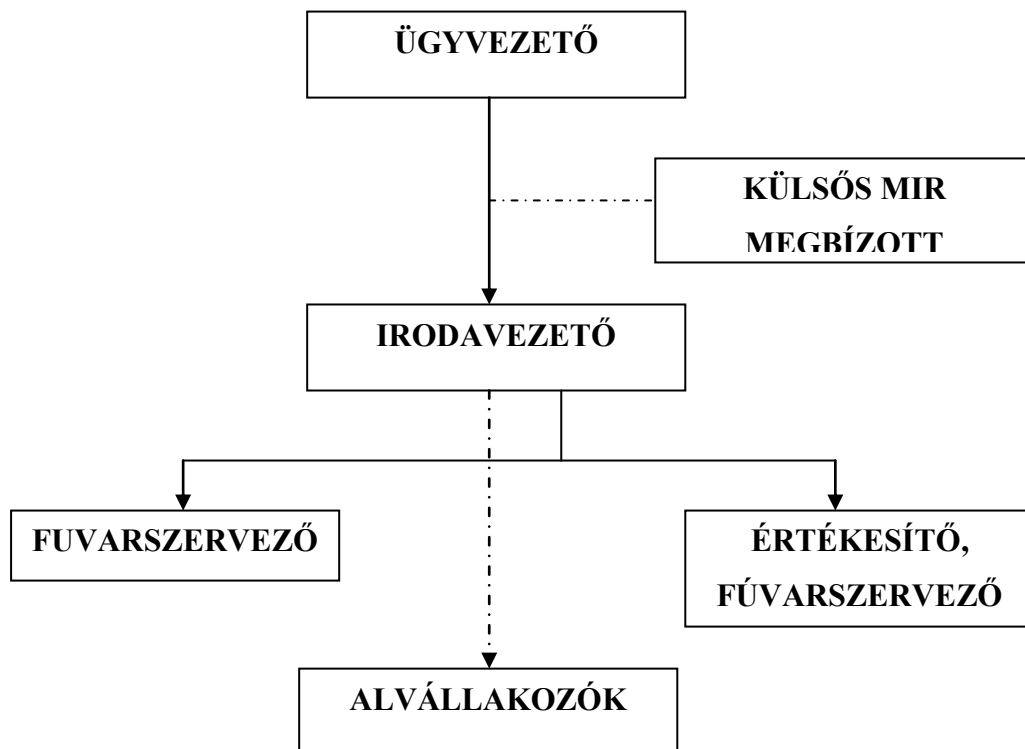 ÜGYVEZETŐ
KÜLSŐS MIR
MEGBÍZOTT
IRODAVEZETŐ
FUVARSZERVEZŐ
ÉRTÉKESÍTŐ,
FÚVARSZERVEZŐ
ALVÁLLAKOZÓK